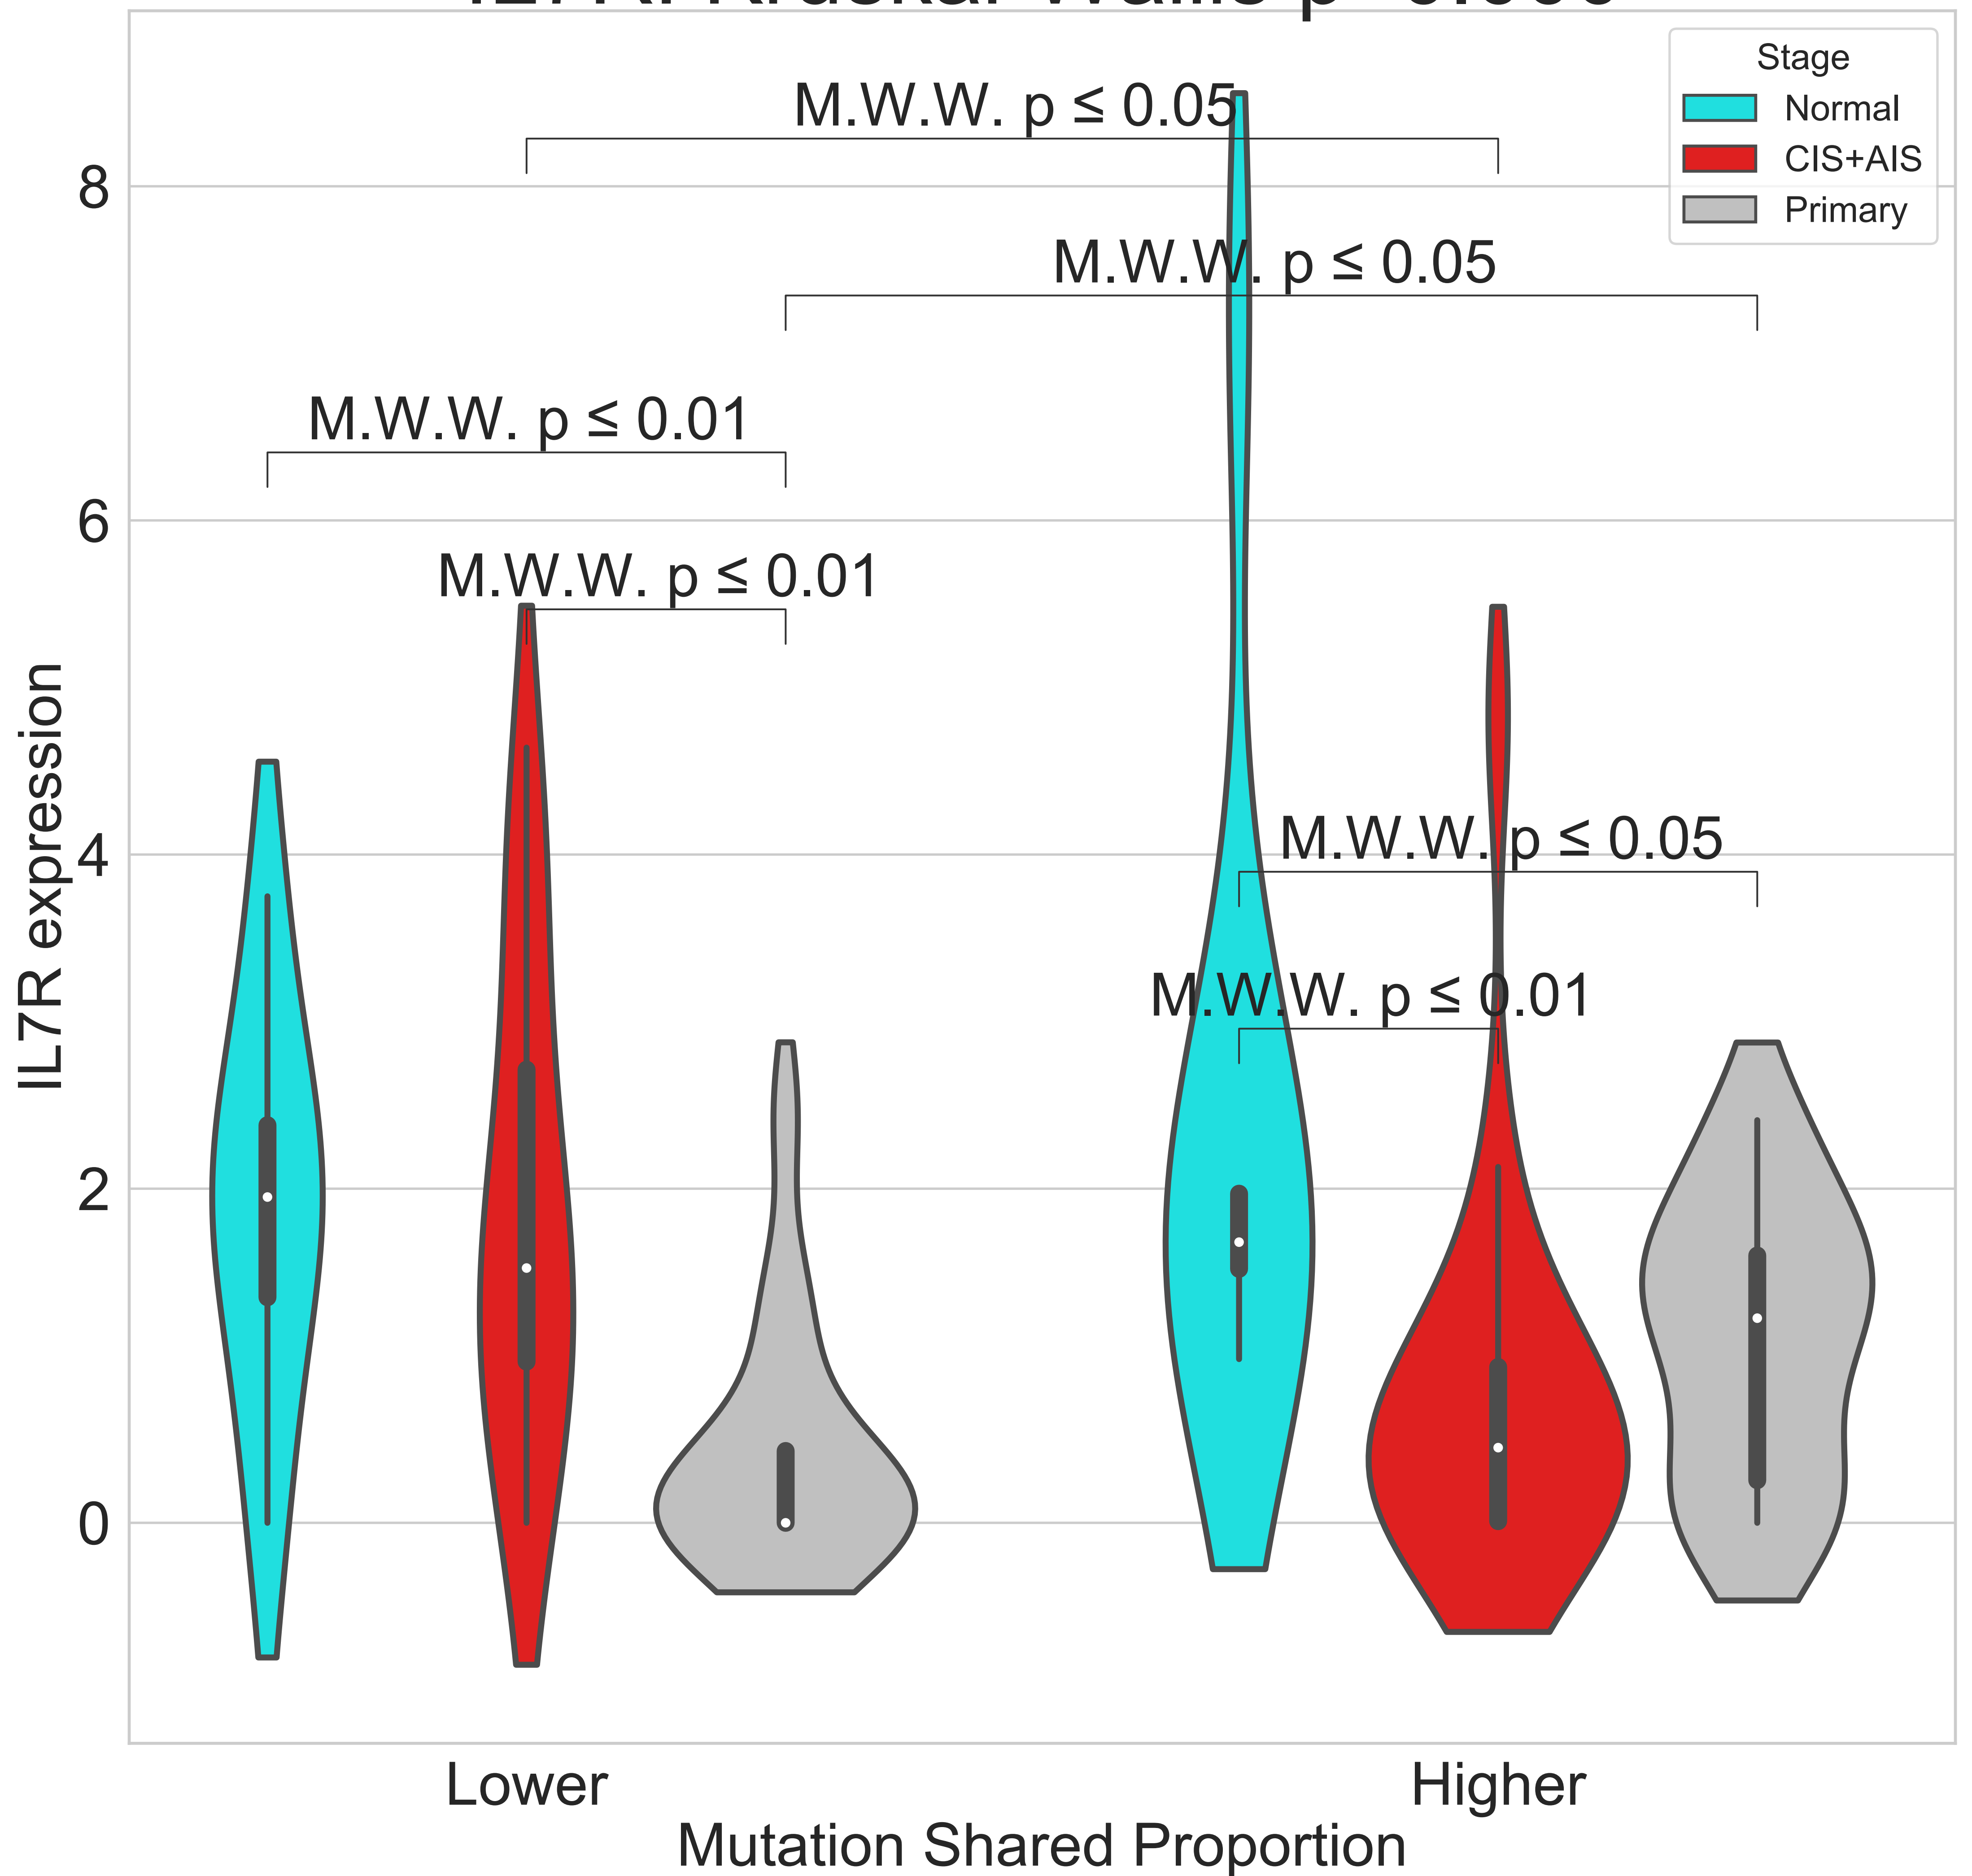 Stage
Normal
CIS+AIS
Primary
M.W.W. p ≤ 0.05
M.W.W. p ≤ 0.05
M.W.W. p ≤ 0.01
M.W.W. p ≤ 0.01
M.W.W. p ≤ 0.05
M.W.W. p ≤ 0.01
8
6
4
2
0
IL7R expression
Lower
Higher
Mutation Shared Proportion